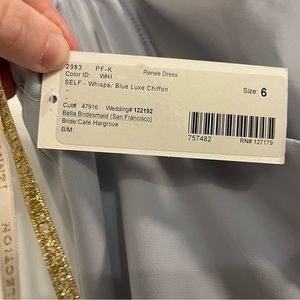 2983 PF-K Renee Dress
Color ID: WHI
SELF - Whisper Blue Luxe Chiffon Size: 6
-
-
Cut# 47916 Wedding# 122192
Bella Bridesmaid (San Francisco)
Bride: Cate Hargrove
B/M: 757482 RN# 127179
LECTION